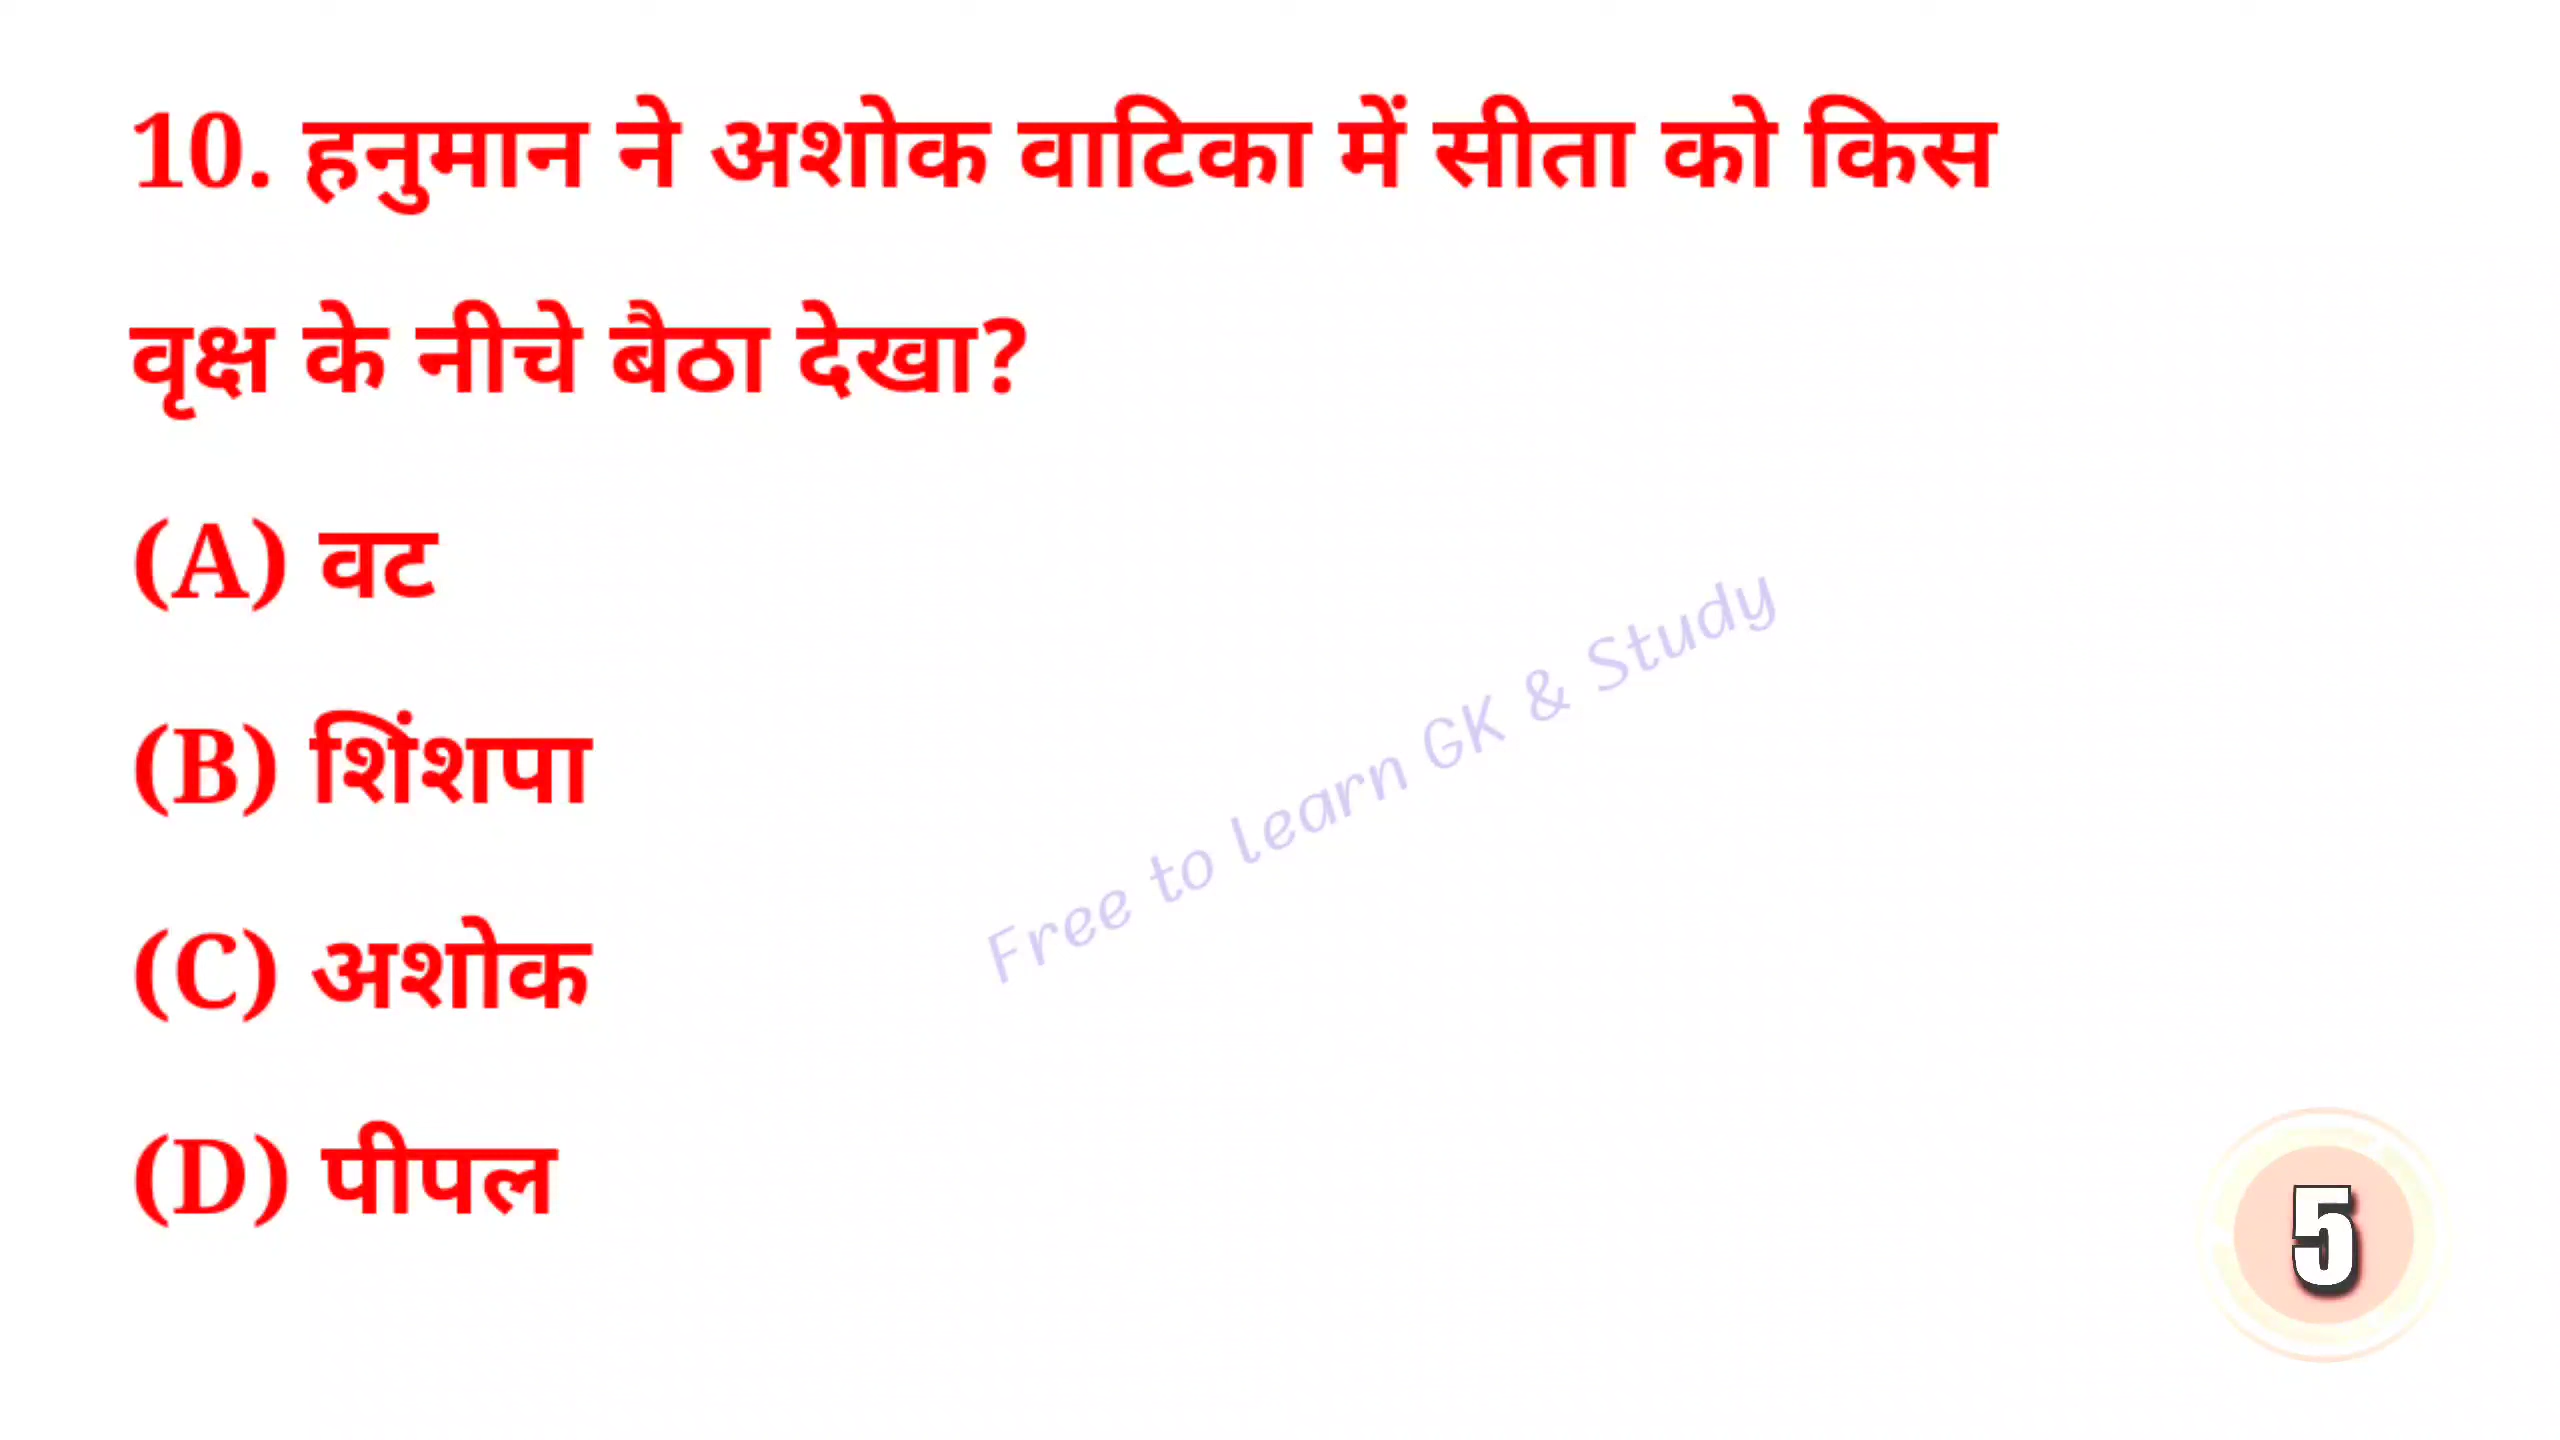 10. हनुमान ने अशोक वाटिका में सीता को किस
वृक्ष के नीचे बैठा देखा?
(A) वट
(B) शिंशपा
(C) अशोक
(D) पीपल
Free to learn GK & Study
5